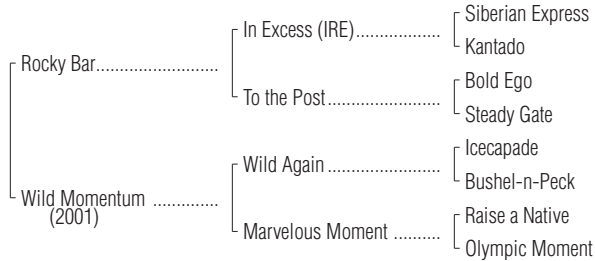 Siberian Express
In Excess (IRE)..................
Kantado
Rocky Bar..........................
Bold Ego
To the Post........................
Steady Gate
Icecapade
Wild Again ........................
Bushel-n-Peck
Wild Momentum ..............
(2001)
Raise a Native
Marvelous Moment ..........
Olympic Moment